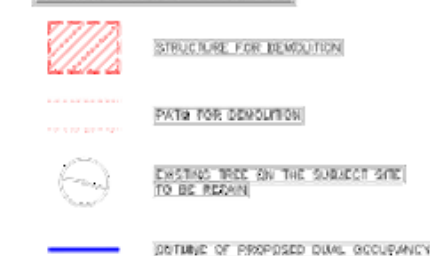 STRUCTURE FOR DEMOLITION
PATH FOR DEMOLITION
EXISTING TREE ON THE SUBJECT SITE
TO BE REGAIN
OUTLINE OF PROPOSED DUAL OCCUPANCY